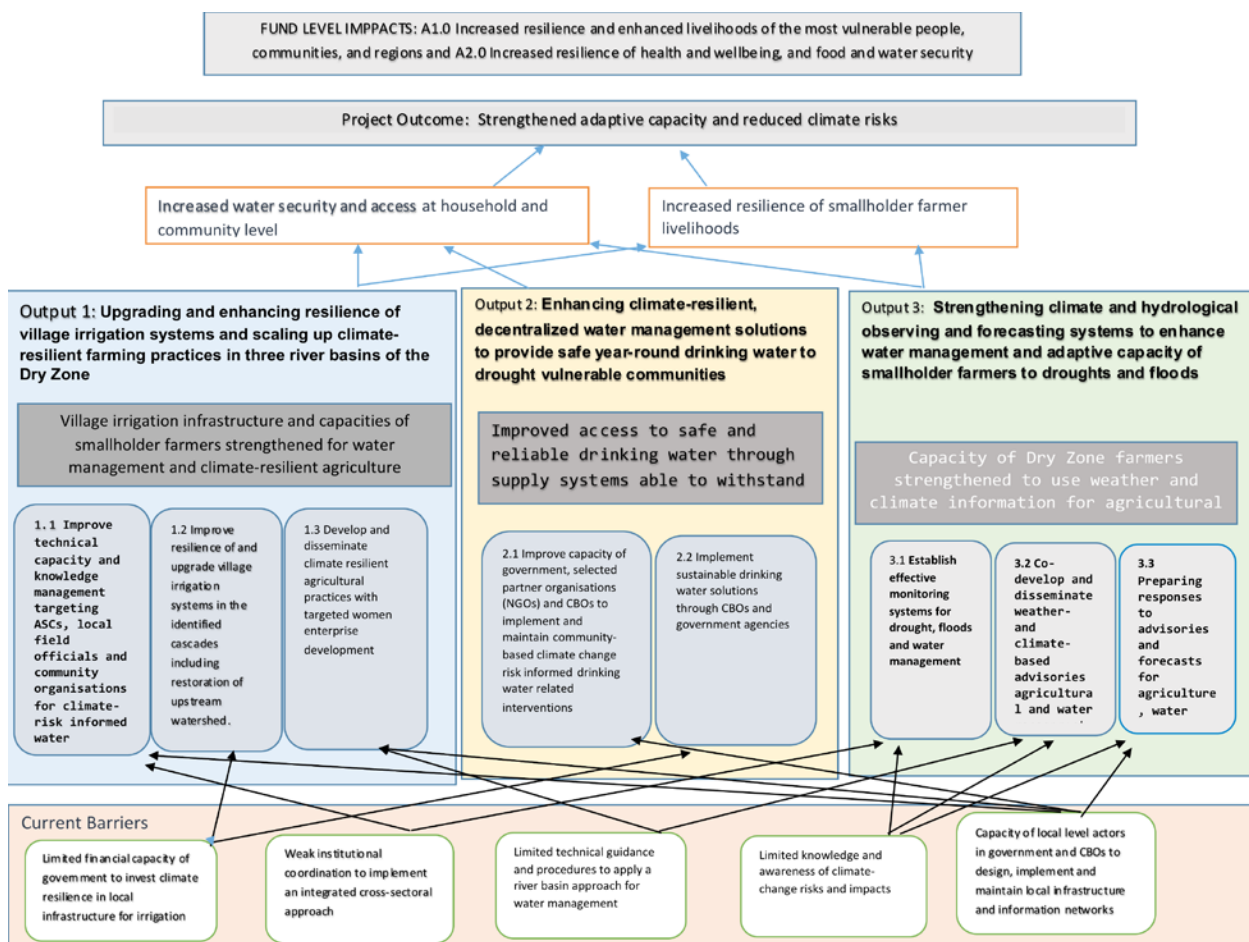 FUND LEVEL IMPPACTS: A1.0 Increased resilience and enhanced livelihoods of the most vulnerable people,
communities, and regions and A2.0 Increased resilience of health and wellbeing, and food and water security
Project Outcome: Strengthened adaptive capacity and reduced climate risks
Increased water security and access at household and
community level
Increased resilience of smallholder farmer
livelihoods
Output 1: Upgrading and enhancing resilience of
village irrigation systems and scaling up climate-
resilient farming practices in three river basins of the
Dry Zone
Village irrigation infrastructure and capacities of
smallholder farmers strengthened for water
management and climate-resilient agriculture
1.1 Improve
technical
capacity and
knowledge
management
targeting
ASCs, local
field
officials and
community
organisations
for climate-
risk informed
water
1.2 Improve
resilience of and
upgrade village
irrigation
systems in the
identified
cascades
including
restoration of
upstream
watershed.
1.3 Develop and
disseminate
climate resilient
agricultural
practices with
targeted women
enterprise
development
Output 2: Enhancing climate-resilient,
decentralized water management solutions
to provide safe year-round drinking water to
drought vulnerable communities
Improved access to safe and
reliable drinking water through
supply systems able to withstand
2.1 Improve capacity of
government, selected
partner organisations
(NGOs) and CBOs to
implement and
maintain community-
based climate change
risk informed drinking
water related
interventions
2.2 Implement
sustainable drinking
water solutions
through CBOs and
government agencies
Output 3: Strengthening climate and hydrological
observing and forecasting systems to enhance
water management and adaptive capacity of
smallholder farmers to droughts and floods
Capacity of Dry Zone farmers
strengthened to use weather and
climate information for agricultural
3.1 Establish
effective
monitoring
systems for
drought, floods
and water
management
3.2 Co-
develop and
disseminate
weather-
and
climate-
based
advisories
agricultura
l and water
3.3
Preparing
responses
to
advisories
and
forecasts
for
agriculture
, water
Current Barriers
Limited financial capacity of
government to invest climate
resilience in local
infrastructure for irrigation
Weak institutional
coordination to implement
an integrated cross-sectoral
approach
Limited technical guidance
and procedures to apply a
river basin approach for
water management
Limited knowledge and
awareness of climate-
change risks and impacts
Capacity of local level actors
in government and CBOs to
design, implement and
maintain local infrastructure
and information networks